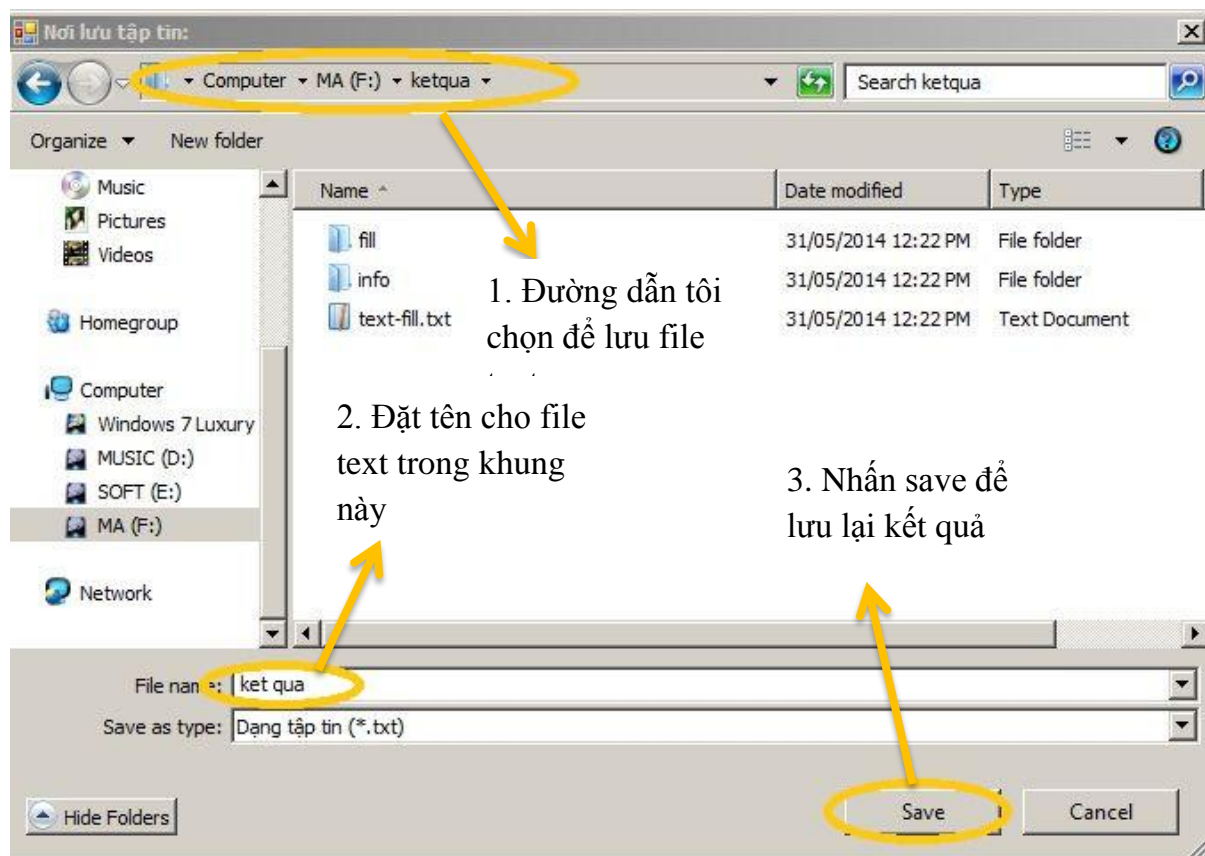 Nơi lưu tập tin:
Computer MA (F:) ketqua
Search ketqua
Organize New folder
Music
Pictures
Videos
Homegroup
Computer
Windows 7 Luxury
MUSIC (D:)
SOFT (E:)
MA (F:)
Network
Name Date modified Type
fill 31/05/2014 12:22 PM File folder
info 31/05/2014 12:22 PM File folder
text-fill.txt 31/05/2014 12:22 PM Text Document
1. Đường dẫn tôi
chọn để lưu file
2. Đặt tên cho file
text trong khung
này
3. Nhấn save để
lưu lại kết quả
File name: ket qua
Save as type: Dạng tập tin (*.txt)
Hide Folders
Save
Cancel